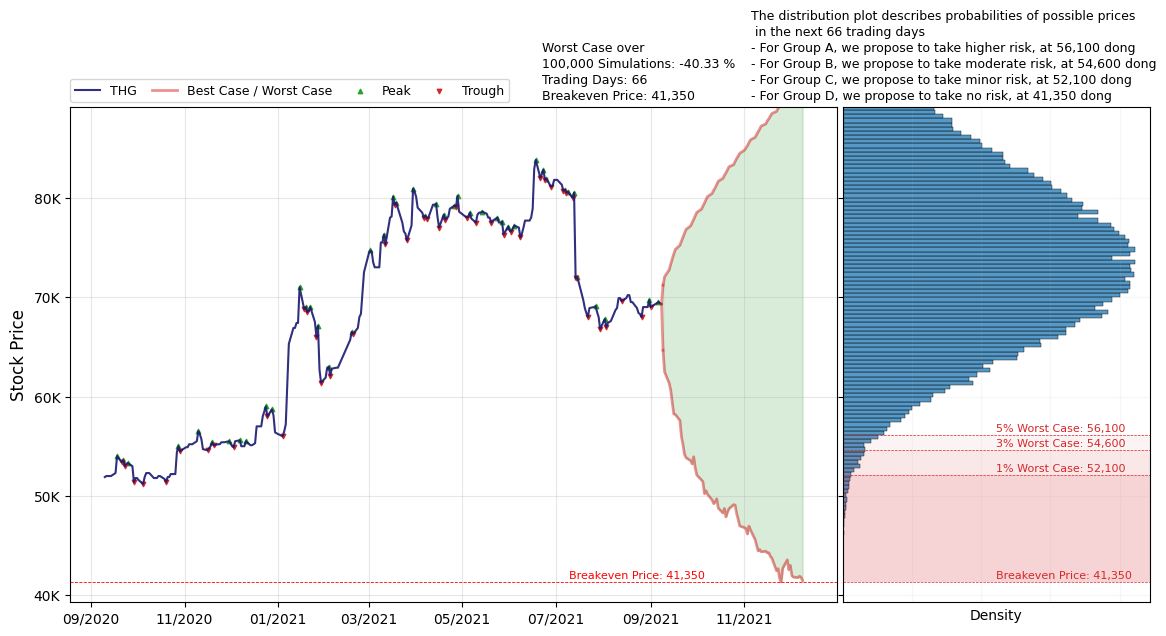 The distribution plot describes probabilities of possible prices
in the next 66 trading days
- For Group A, we propose to take higher risk, at 56,100 dong
- For Group B, we propose to take moderate risk, at 54,600 dong
- For Group C, we propose to take minor risk, at 52,100 dong
- For Group D, we propose to take no risk, at 41,350 dong
Worst Case over
100,000 Simulations: -40.33 %
Trading Days: 66
Breakeven Price: 41,350
THG
Best Case / Worst Case
Peak
Trough
Stock Price
80K
70K
60K
50K
40K
Breakeven Price: 41,350
09/2020
11/2020
01/2021
03/2021
05/2021
07/2021
09/2021
11/2021
5% Worst Case: 56,100
3% Worst Case: 54,600
1% Worst Case: 52,100
Breakeven Price: 41,350
Density